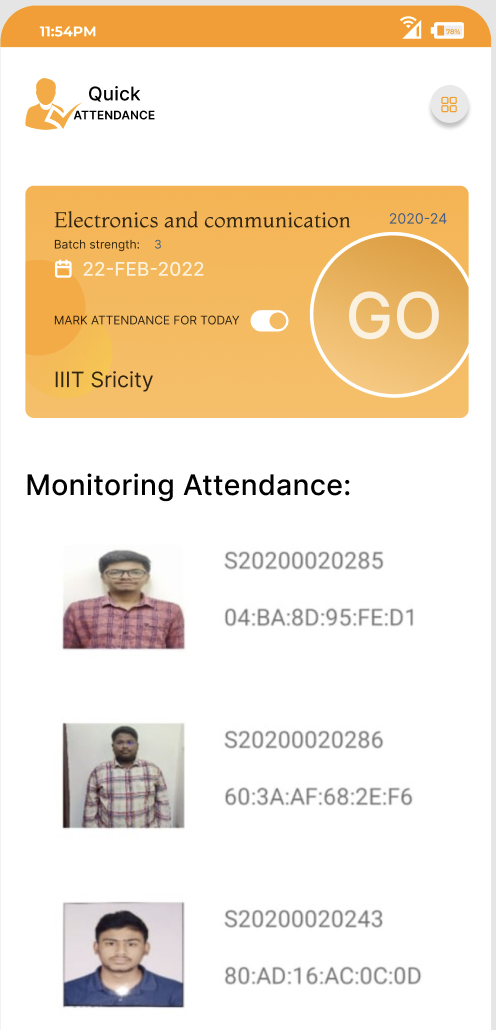 11:54PM 78%
Quick
ATTENDANCE
Electronics and communication 2020-24
Batch strength: 3
22-FEB-2022
GO
MARK ATTENDANCE FOR TODAY
IIIT Sricity
Monitoring Attendance:
S20200020285
04:BA:8D:95:FE:D1
S20200020286
60:3A:AF:68:2E:F6
S20200020243
80:AD:16:AC:0C:0D